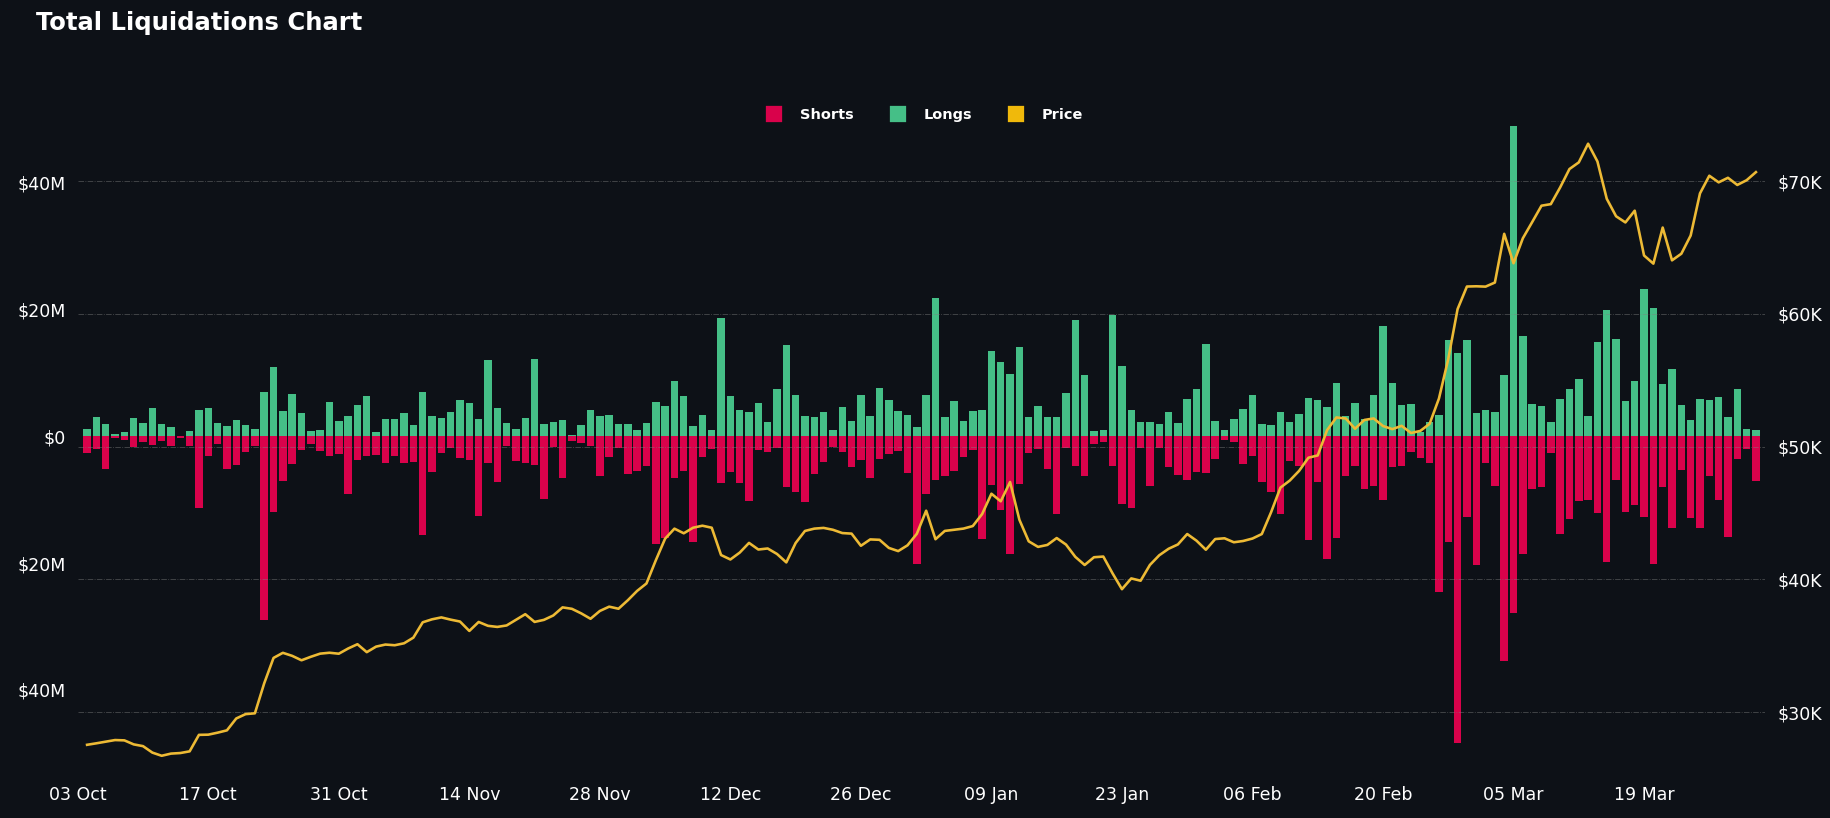 Total Liquidations Chart
Shorts Longs Price
$40M
$20M
$0
$20M
$40M
$70K
$60K
$50K
$40K
$30K
03 Oct 17 Oct 31 Oct 14 Nov 28 Nov 12 Dec 26 Dec 09 Jan 23 Jan 06 Feb 20 Feb 05 Mar 19 Mar